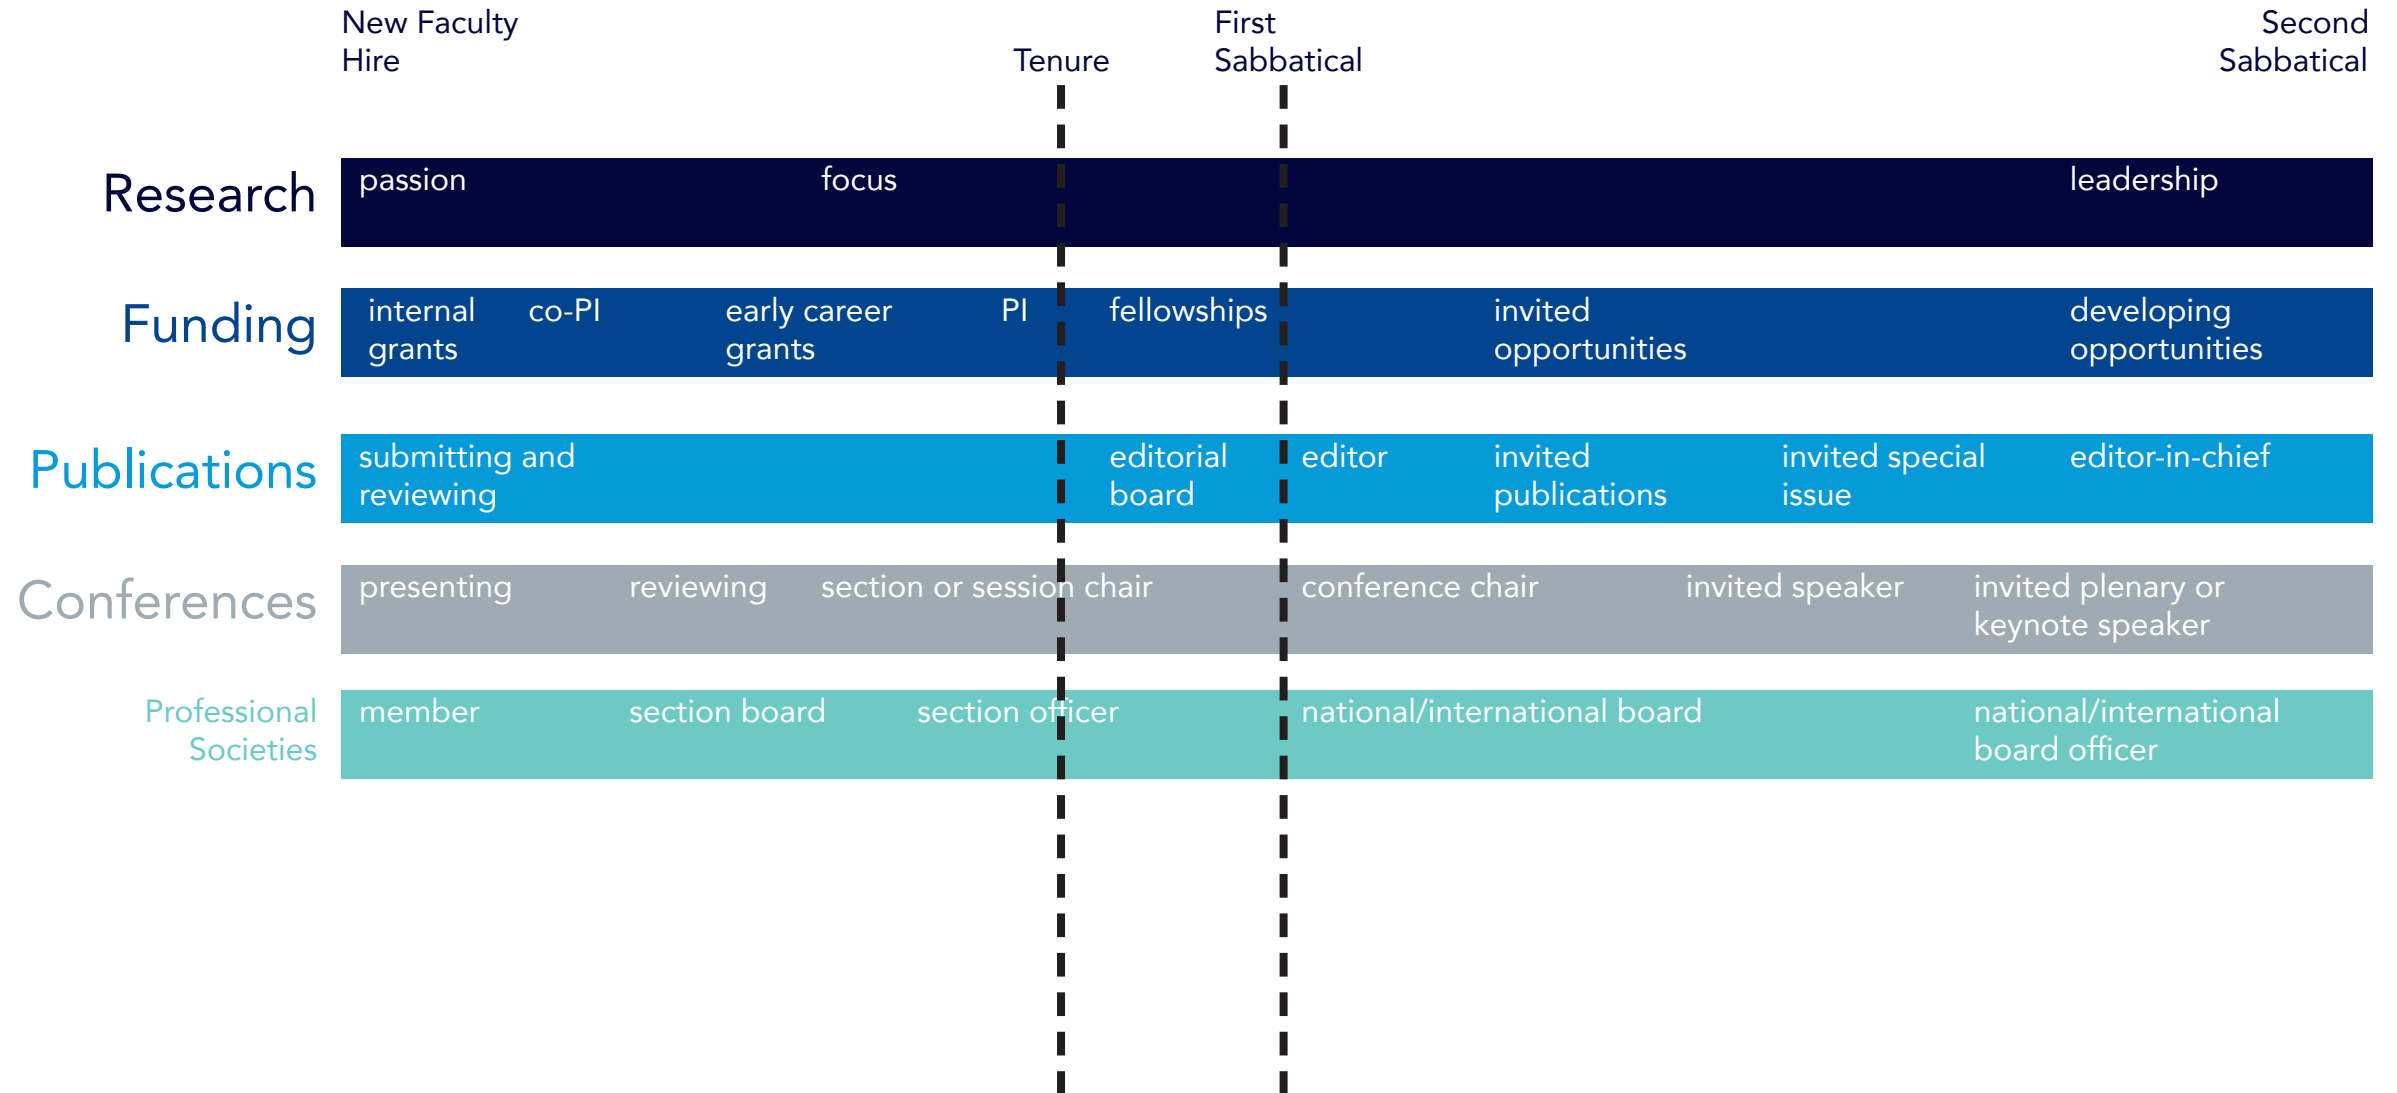 New Faculty
Hire
Tenure
First
Sabbatical
Second
Sabbatical
Research
passion
focus
leadership
Funding
internal
grants
co-PI
early career
grants
PI
fellowships
invited
opportunities
developing
opportunities
Publications
submitting and
reviewing
editorial
board
editor
invited
publications
invited special
issue
editor-in-chief
Conferences
presenting
reviewing
section or session chair
conference chair
invited speaker
invited plenary or
keynote speaker
Professional
Societies
member
section board
section officer
national/international board
national/international
board officer